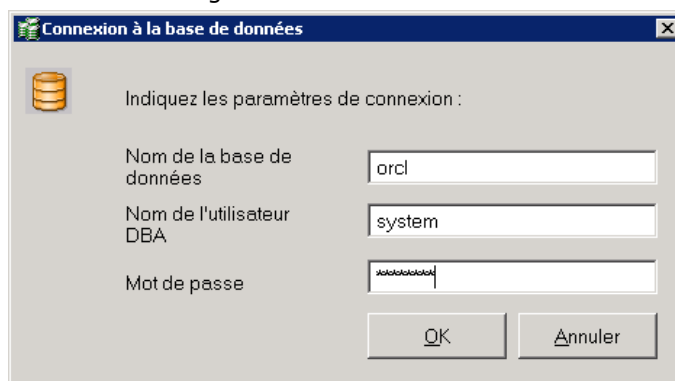 Connexion à la base de données
Indiquez les paramètres de connexion :
Nom de la base de
données
orcl
Nom de l'utilisateur
DBA
system
Mot de passe
OK
Annuler